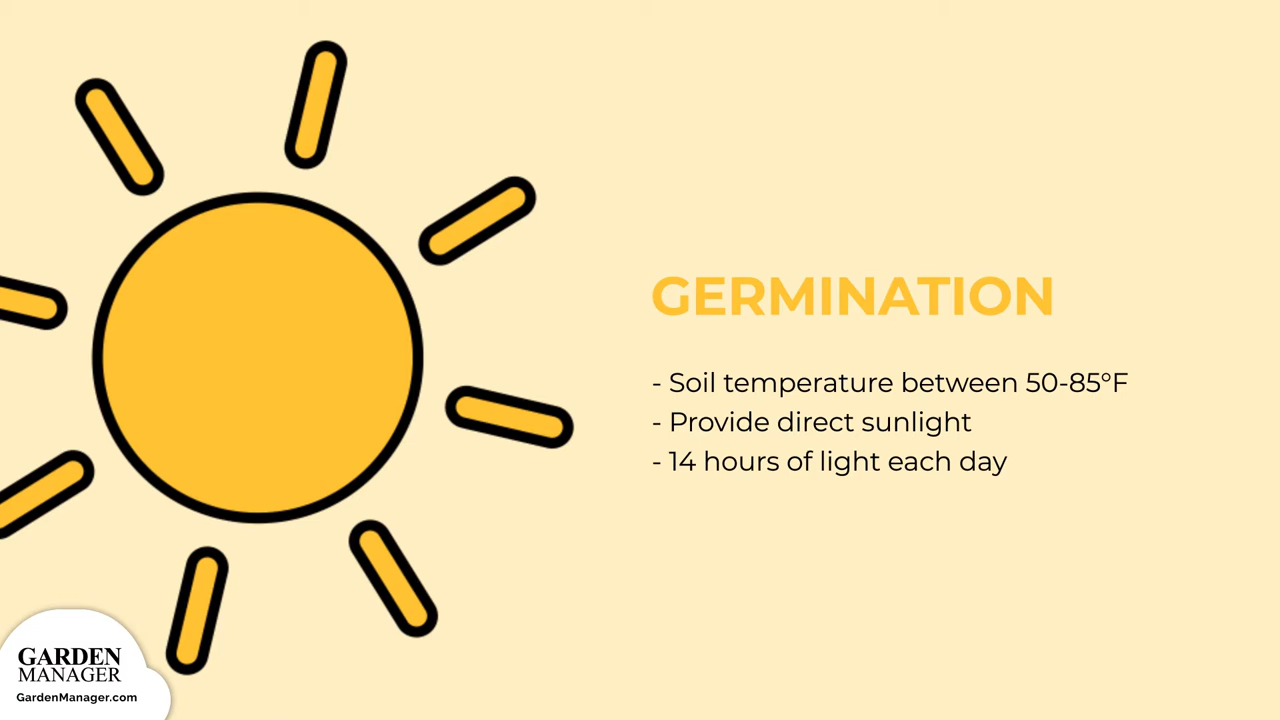 GERMINATION
- Soil temperature between 50-85°F
- Provide direct sunlight
- 14 hours of light each day
GARDEN
MANAGER
GardenManager.com